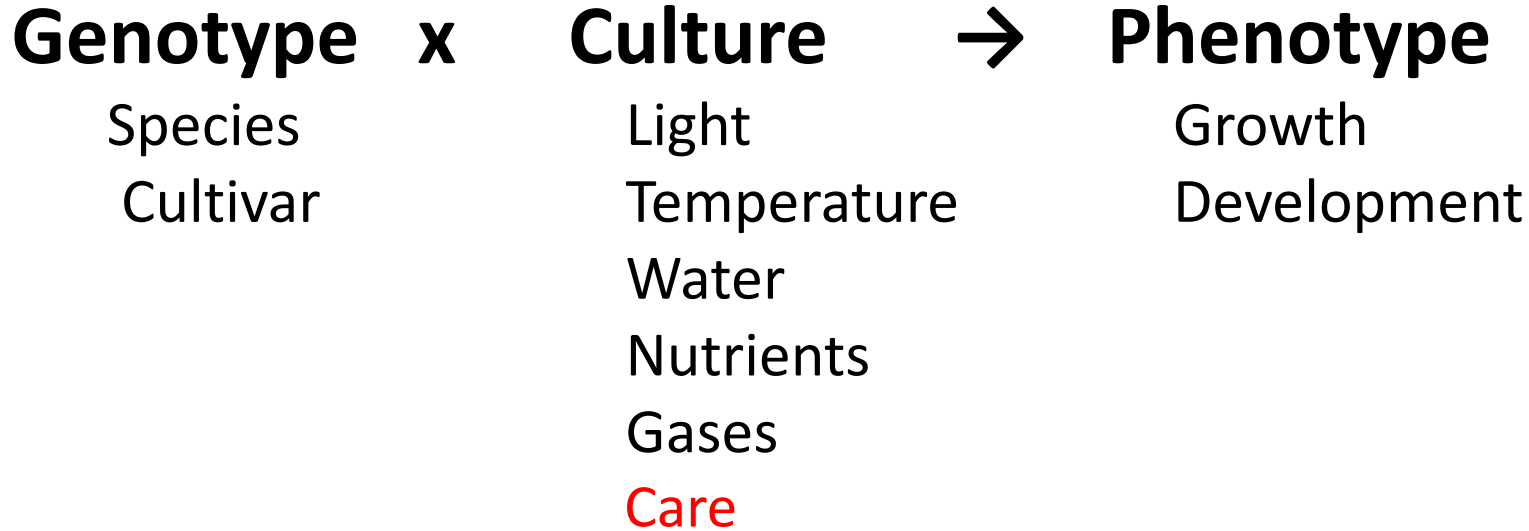 Genotype x Culture → Phenotype
Species Light Growth
Cultivar Temperature Development
Water
Nutrients
Gases
Care